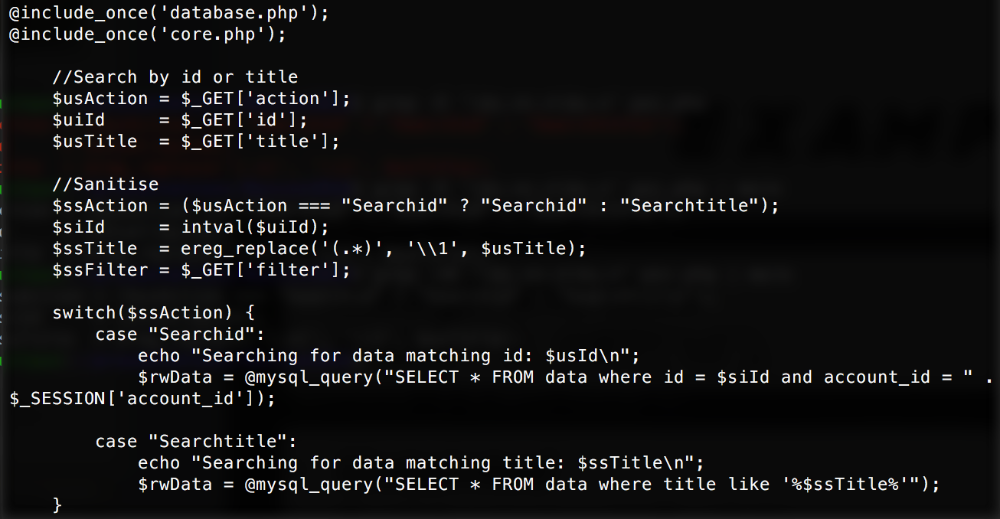 @include_once('database.php');
@include_once('core.php');
//Search by id or title
$usAction = $_GET['action'];
$uiId     = $_GET['id'];
$usTitle  = $_GET['title'];
//Sanitise
$ssAction = ($usAction === "Searchid" ? "Searchid" : "Searchtitle");
$siId     = intval($uiId);
$ssTitle  = ereg_replace('(.*)', '\\1', $usTitle);
$ssFilter = $_GET['filter'];
switch($ssAction) {
case "Searchid":
echo "Searching for data matching id: $usId\n";
$rwData = @mysql_query("SELECT * FROM data where id = $siId and account_id = " .
$_SESSION['account_id']);
case "Searchtitle":
echo "Searching for data matching title: $ssTitle\n";
$rwData = @mysql_query("SELECT * FROM data where title like '%$ssTitle%'");
}